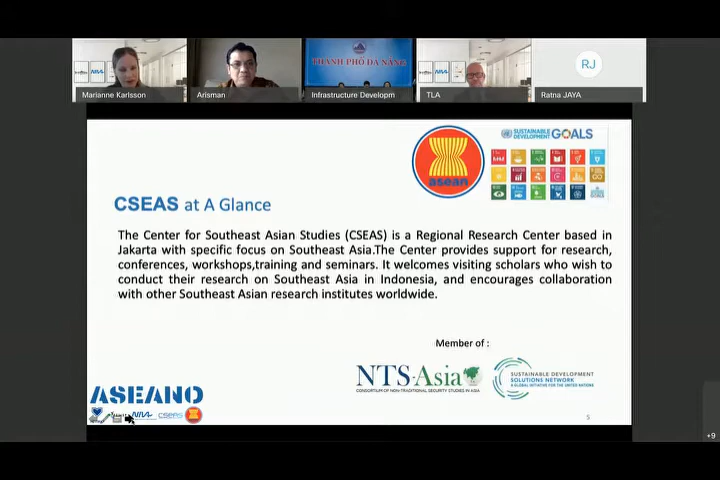 NIVA
THÀNH PHỐ ĐÀ NẴNG
NIVA
RJ
Marianne Karlsson
Arisman
Infrastructure Developm
TLA
Ratna JAYA
asean
SUSTAINABLE DEVELOPMENT GOALS
CSEAS at A Glance
The Center for Southeast Asian Studies (CSEAS) is a Regional Research Center based in
Jakarta with specific focus on Southeast Asia.The Center provides support for research,
conferences, workshops,training and seminars. It welcomes visiting scholars who wish to
conduct their research on Southeast Asia in Indonesia, and encourages collaboration
with other Southeast Asian research institutes worldwide.
Member of :
NTS-Asia
CONSORTIUM OF NON-TRADITIONAL SECURITY STUDIES IN ASIA
SUSTAINABLE DEVELOPMENT
SOLUTIONS NETWORK
A GLOBAL INITIATIVE FOR THE UNITED NATIONS
ASEANO
NIVA
cseas
5
+9